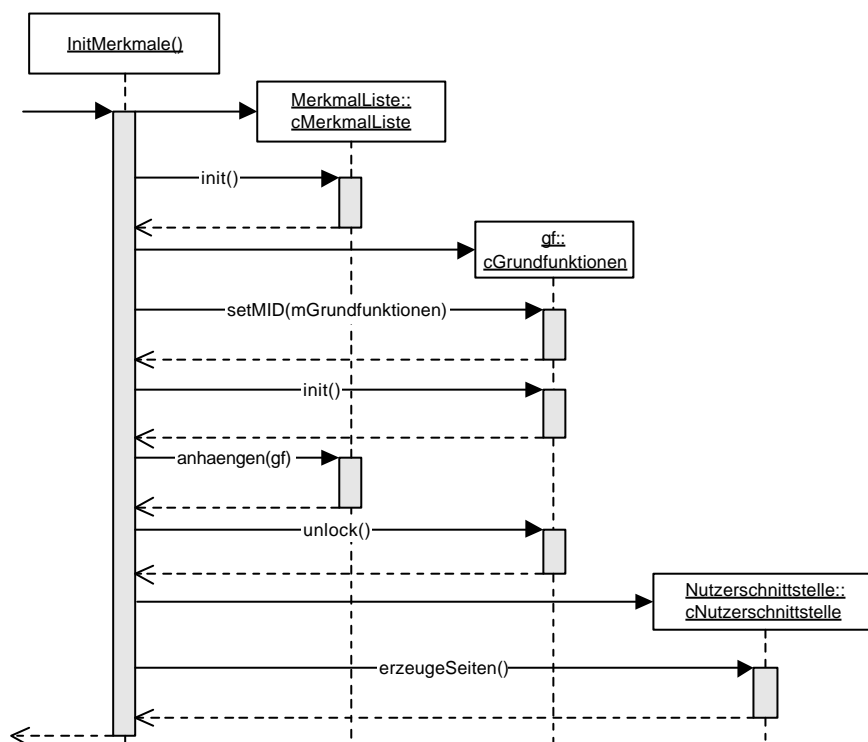 InitMerkmale()
MerkmalListe::
cMerkmalListe
init()
gf::
cGrundfunktionen
setMID(mGrundfunktionen)
init()
anhaengen(gf)
unlock()
Nutzerschnittstelle::
cNutzerschnittstelle
erzeugeSeiten()